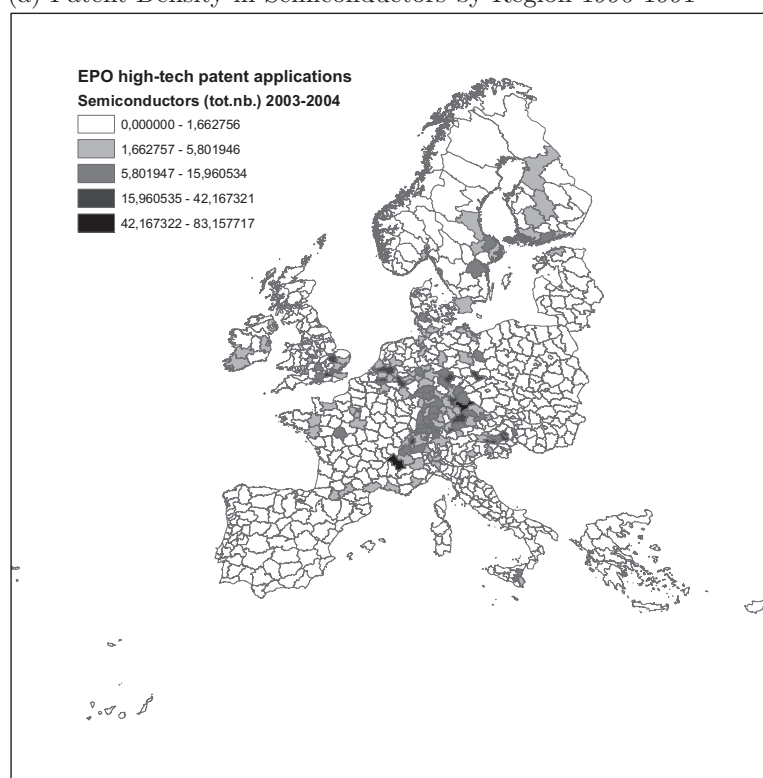 (a) Patent Density in Semiconductors by Region 1990-1991
EPO high-tech patent applications
Semiconductors (tot.nb.) 2003-2004
0,000000 - 1,662756
1,662757 - 5,801946
5,801947 - 15,960534
15,960535 - 42,167321
42,167322 - 83,157717